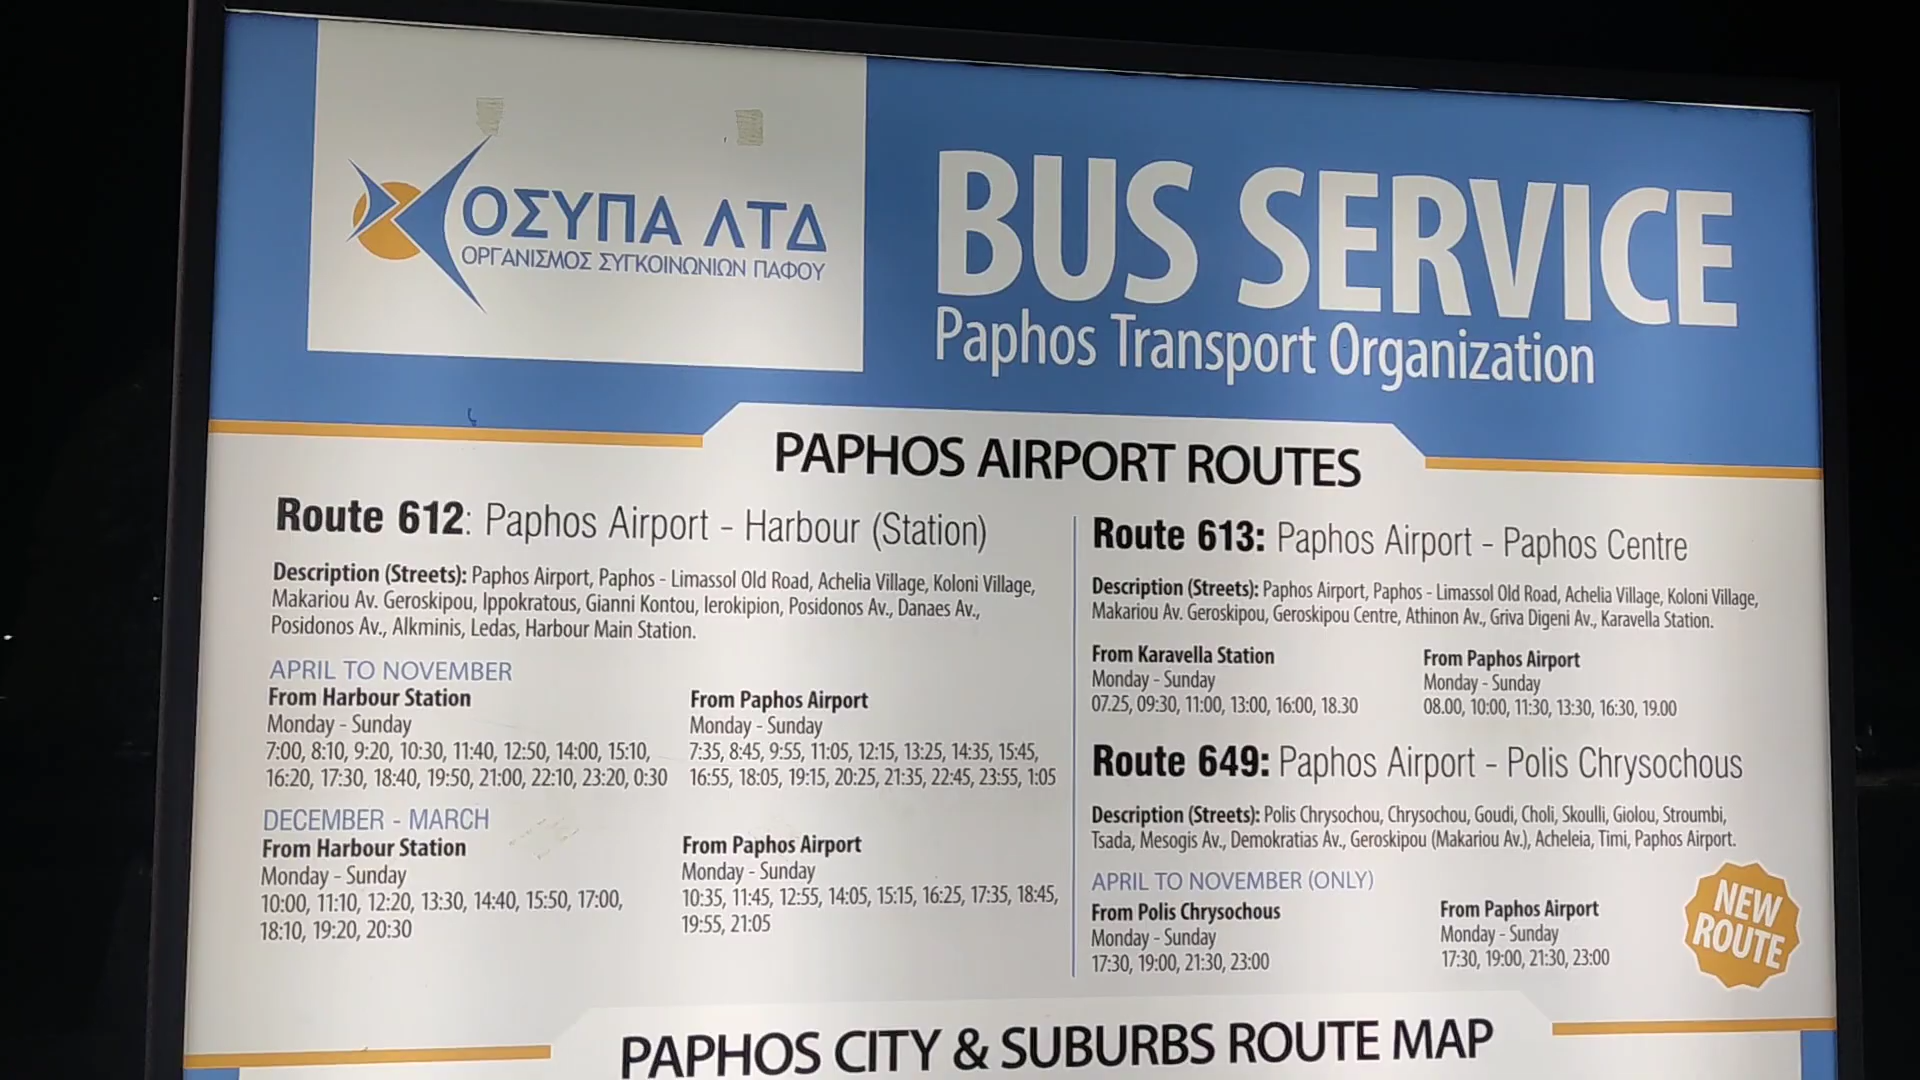 ΟΣΥΠΑ ΛΤΔ
ΟΡΓΑΝΙΣΜΟΣ ΣΥΓΚΟΙΝΩΝΙΩΝ ΠΑΦΟΥ
BUS SERVICE
Paphos Transport Organization
PAPHOS AIRPORT ROUTES
Route 612: Paphos Airport - Harbour (Station)
Description (Streets): Paphos Airport, Paphos - Limassol Old Road, Achelia Village, Koloni Village,
Makariou Av. Geroskipou, Ippokratous, Gianni Kontou, Ierokipion, Posidonos Av., Danaes Av.,
Posidonos Av., Alkminis, Ledas, Harbour Main Station.
APRIL TO NOVEMBER
From Harbour Station
Monday - Sunday
7:00, 8:10, 9:20, 10:30, 11:40, 12:50, 14:00, 15:10,
16:20, 17:30, 18:40, 19:50, 21:00, 22:10, 23:20, 0:30
From Paphos Airport
Monday - Sunday
7:35, 8:45, 9:55, 11:05, 12:15, 13:25, 14:35, 15:45,
16:55, 18:05, 19:15, 20:25, 21:35, 22:45, 23:55, 1:05
DECEMBER - MARCH
From Harbour Station
Monday - Sunday
10:00, 11:10, 12:20, 13:30, 14:40, 15:50, 17:00,
18:10, 19:20, 20:30
From Paphos Airport
Monday - Sunday
10:35, 11:45, 12:55, 14:05, 15:15, 16:25, 17:35, 18:45,
19:55, 21:05
Route 613: Paphos Airport - Paphos Centre
Description (Streets): Paphos Airport, Paphos - Limassol Old Road, Achelia Village, Koloni Village,
Makariou Av. Geroskipou, Geroskipou Centre, Athinon Av., Griva Digeni Av., Karavella Station.
From Karavella Station
Monday - Sunday
07.25, 09:30, 11:00, 13:00, 16:00, 18.30
From Paphos Airport
Monday - Sunday
08.00, 10:00, 11:30, 13:30, 16:30, 19.00
Route 649: Paphos Airport - Polis Chrysochous
Description (Streets): Polis Chrysochou, Chrysochou, Goudi, Choli, Skoulli, Giolou, Stroumbi,
Tsada, Mesogis Av., Demokratias Av., Geroskipou (Makariou Av.), Acheleia, Timi, Paphos Airport.
APRIL TO NOVEMBER (ONLY)
From Polis Chrysochous
Monday - Sunday
17:30, 19:00, 21:30, 23:00
From Paphos Airport
Monday - Sunday
17:30, 19:00, 21:30, 23:00
NEW
ROUTE
PAPHOS CITY & SUBURBS ROUTE MAP